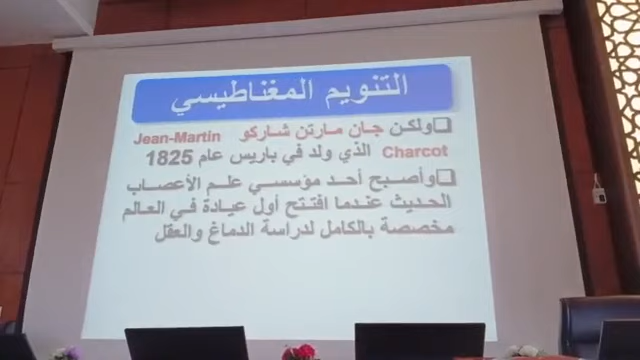 التنويم المغناطيسي
ولكن جان مارتن شاركو Jean-Martin
Charcot الذي ولد في باريس عام 1825
وأصبح أحد مؤسسي علم الأعصاب
الحديث عندما افتتح أول عيادة في العالم
مخصصة بالكامل لدراسة الدماغ والعقل